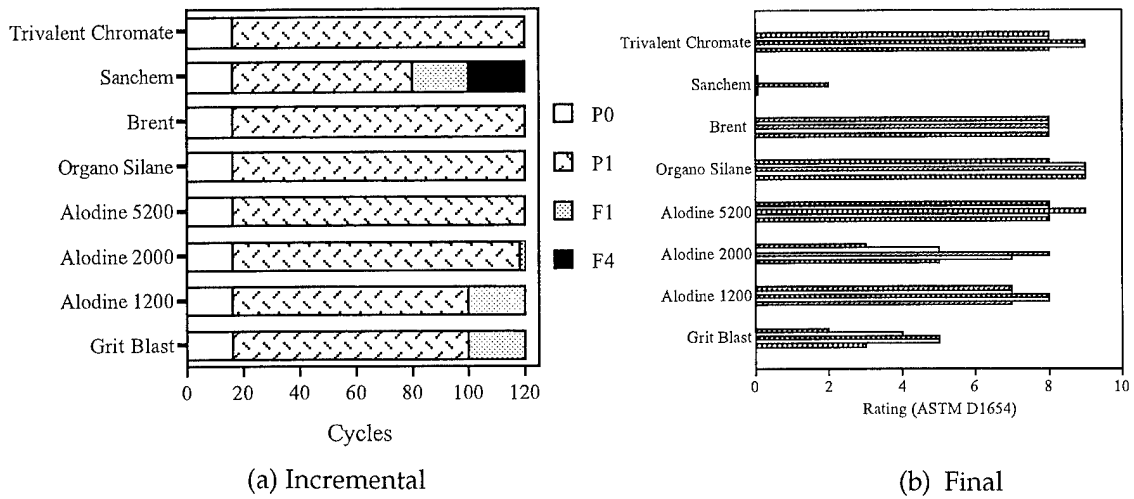 Trivalent Chromate
Sanchem
Brent
Organo Silane
Alodine 5200
Alodine 2000
Alodine 1200
Grit Blast
0 20 40 60 80 100 120
Cycles
(a) Incremental
P0
P1
F1
F4
Trivalent Chromate
Sanchem
Brent
Organo Silane
Alodine 5200
Alodine 2000
Alodine 1200
Grit Blast
0 2 4 6 8 10
Rating (ASTM D1654)
(b) Final